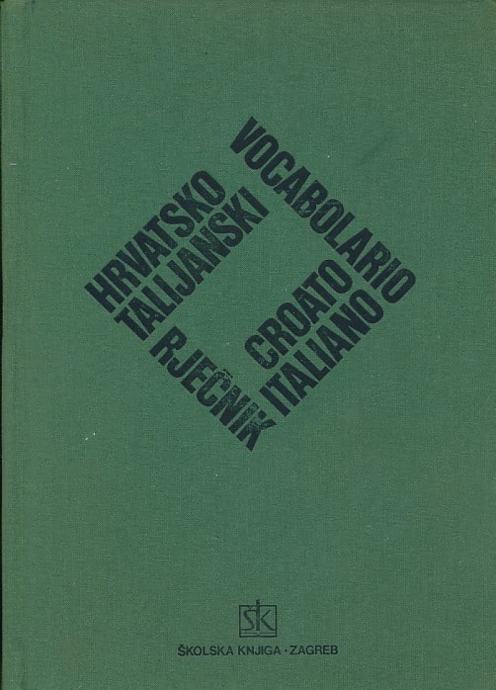 HRVATSKO
TALIJANSKI
RJEČNIK
VOCABOLARIO
CROATO
ITALIANO
ŠK
ŠKOLSKA KNJIGA · ZAGREB